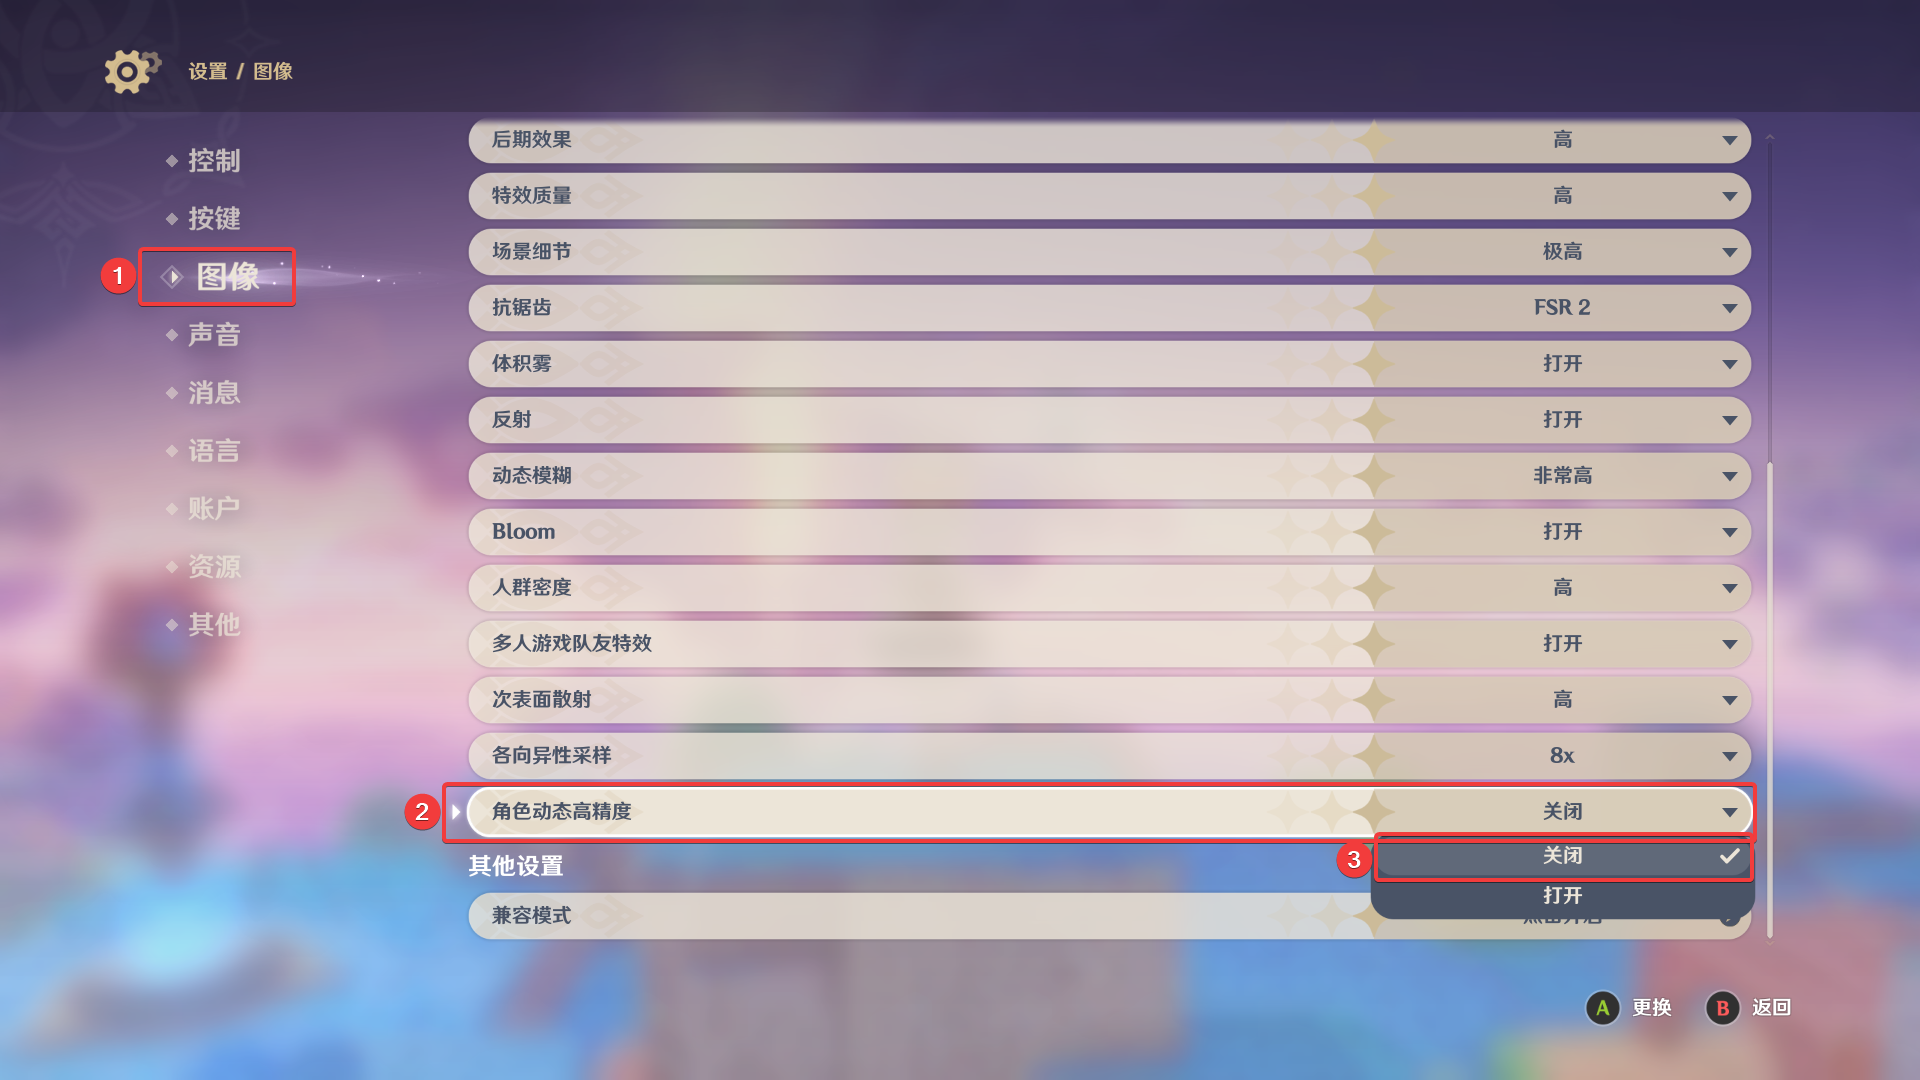 设置 / 图像
控制
按键
1
图像
声音
消息
语言
账户
资源
其他
后期效果 高
特效质量 高
场景细节 极高
抗锯齿 FSR 2
体积雾 打开
反射 打开
动态模糊 非常高
Bloom 打开
人群密度 高
多人游戏队友特效 打开
次表面散射 高
各向异性采样 8x
2 角色动态高精度 关闭
3 关闭
打开
其他设置
兼容模式
A 更换 B 返回